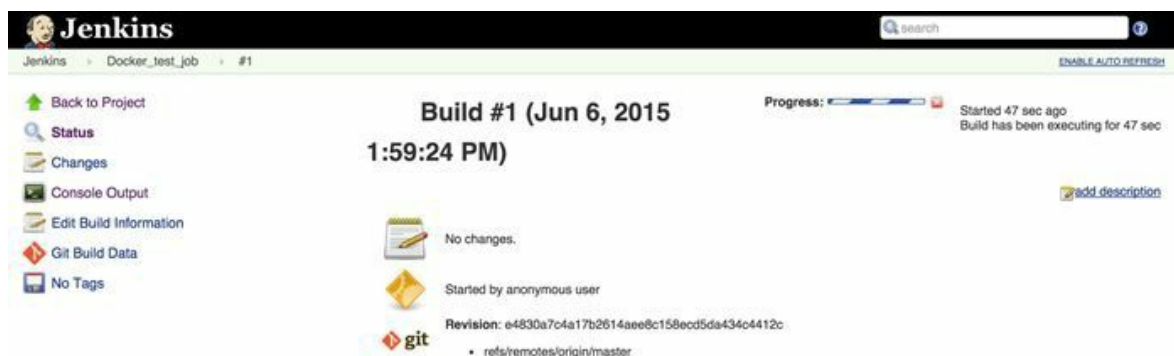 Jenkins
search
Jenkins Docker_test_job #1
ENABLE AUTO REFRESH
Back to Project
Status
Changes
Console Output
Edit Build Information
Git Build Data
No Tags
Build #1 (Jun 6, 2015
1:59:24 PM)
Progress:
Started 47 sec ago
Build has been executing for 47 sec
add description
No changes.
Started by anonymous user
git
Revision: e4830a7c4a17b2614aee8c158ecd5da434c4412c
• refs/remotes/origin/master